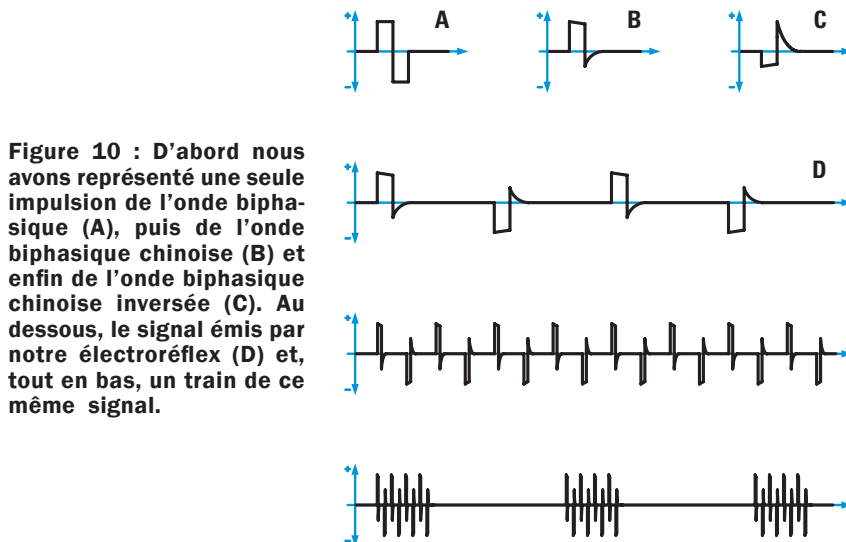 A
B
C
D
Figure 10 : D'abord nous
avons représenté une seule
impulsion de l'onde bipha-
sique (A), puis de l'onde
biphasique chinoise (B) et
enfin de l'onde biphasique
chinoise inversée (C). Au
dessous, le signal émis par
notre électroréflex (D) et,
tout en bas, un train de ce
même signal.